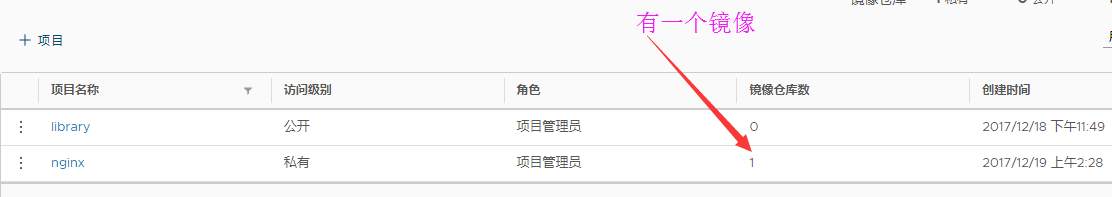 有一个镜像
+ 项目
项目名称 访问级别 角色 镜像仓库数 创建时间
library 公开 项目管理员 0 2017/12/18 下午11:49
nginx 私有 项目管理员 1 2017/12/19 上午2:28